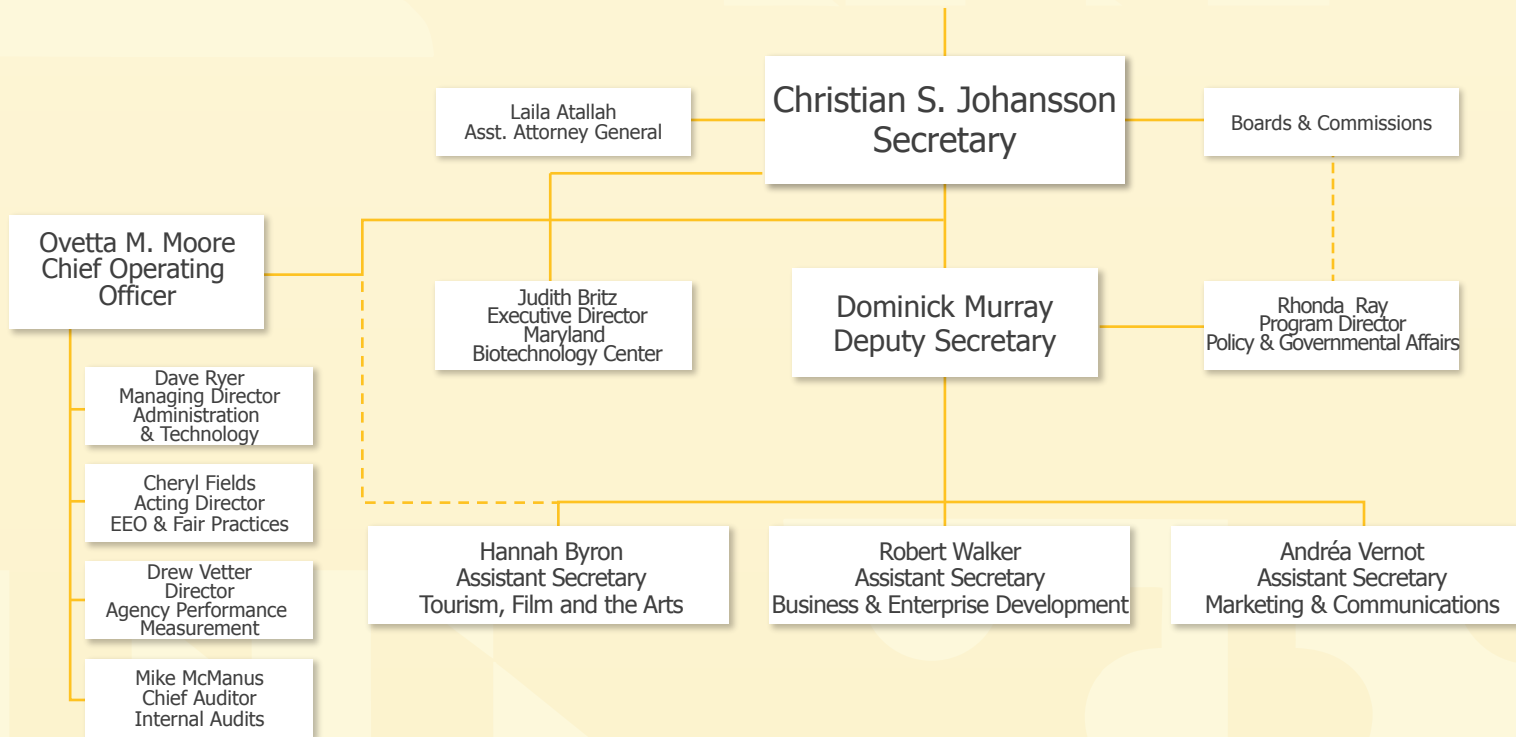 Christian S. Johansson
Secretary
Laila Atallah
Asst. Attorney General
Boards & Commissions
Ovetta M. Moore
Chief Operating
Officer
Judith Britz
Executive Director
Maryland
Biotechnology Center
Dominick Murray
Deputy Secretary
Rhonda Ray
Program Director
Policy & Governmental Affairs
Dave Ryer
Managing Director
Administration
& Technology
Cheryl Fields
Acting Director
EEO & Fair Practices
Drew Vetter
Director
Agency Performance
Measurement
Mike McManus
Chief Auditor
Internal Audits
Hannah Byron
Assistant Secretary
Tourism, Film and the Arts
Robert Walker
Assistant Secretary
Business & Enterprise Development
Andréa Vernot
Assistant Secretary
Marketing & Communications